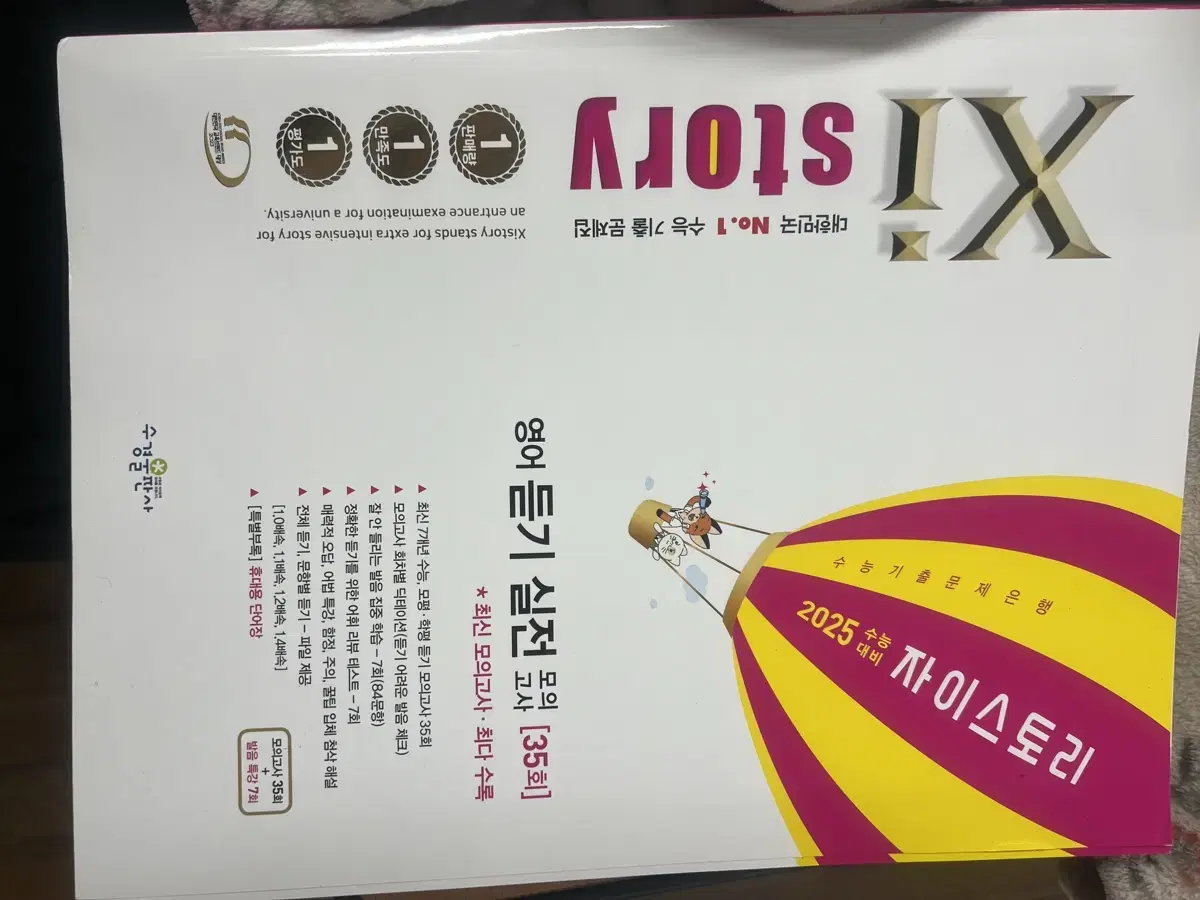 Xi
story
대한민국 No.1 수능 기출 문제집
1 판매량
1 만족도
1 평가도
Xistory stands for extra intensive story for
an entrance examination for a university.
수능기출문제은행
2025 수능 대비
자이스토리
영어 듣기 실전 모의고사 [35회]
* 최신 모의고사·최다 수록
▲ 최신 7개년 수능, 모평·학평 듣기 모의고사 35회
▲ 모의고사 회차별 딕테이션(듣기 어려운 발음 체크)
▲ 잘 안 들리는 발음 집중 학습 – 7회(84문항)
▲ 정확한 듣기를 위한 어휘 리뷰 테스트 – 7회
▲ 매력적 오답, 어법 특강, 함정, 주의, 꿀팁 입체 첨삭 해설
▲ 전체 듣기, 문항별 듣기 – 파일 제공
[1.0배속, 1.1배속, 1.2배속, 1.4배속]
▲ [특별부록] 휴대용 단어장
모의고사 35회
+
발음 특강 7회
수경출판사